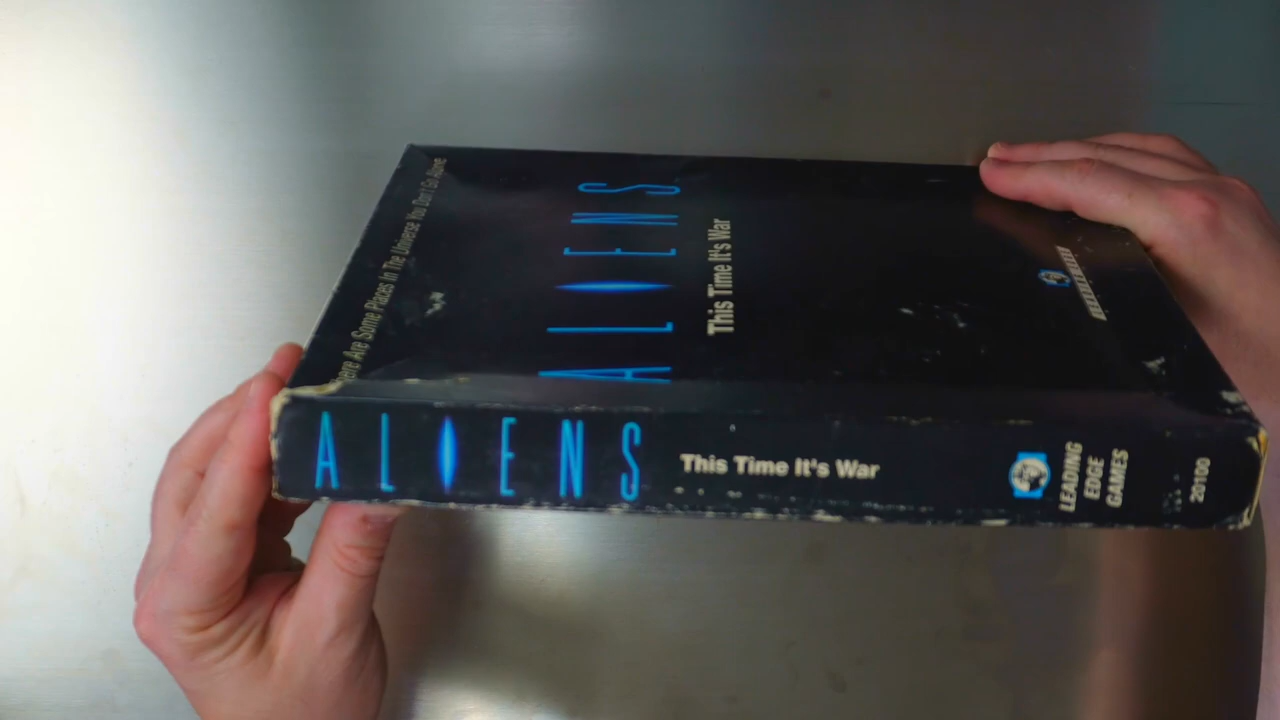 ere Are Some Places In The Universe You Don't Go Alone
ALIENS
This Time It's War
ALIENS
This Time It's War
LEADING
EDGE
GAMES
20100